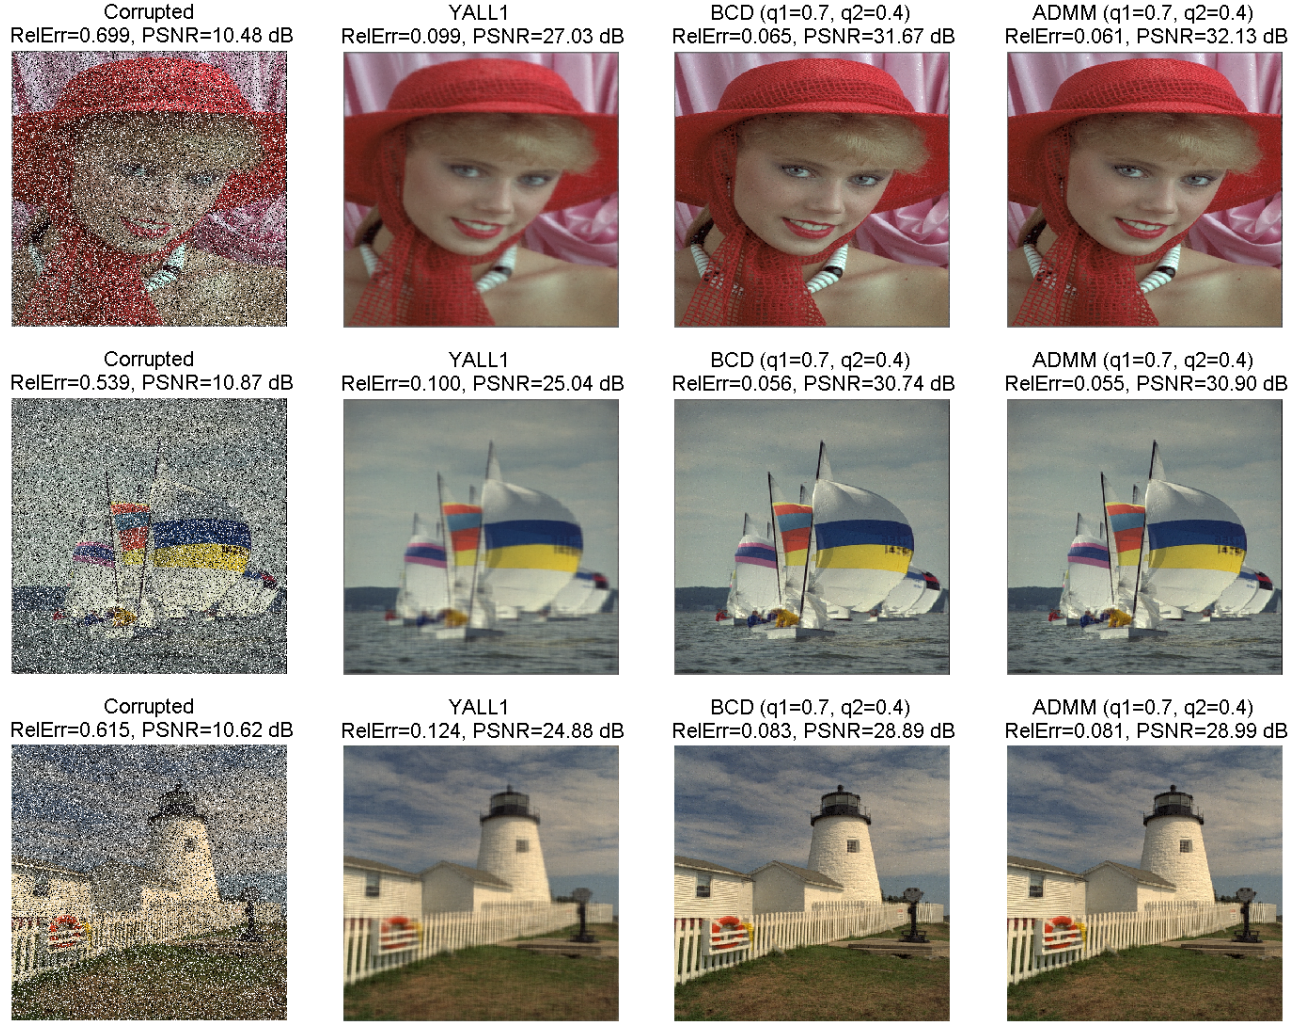 Corrupted
RelErr=0.699, PSNR=10.48 dB
YALL1
RelErr=0.099, PSNR=27.03 dB
BCD (q1=0.7, q2=0.4)
RelErr=0.065, PSNR=31.67 dB
ADMM (q1=0.7, q2=0.4)
RelErr=0.061, PSNR=32.13 dB
Corrupted
RelErr=0.539, PSNR=10.87 dB
YALL1
RelErr=0.100, PSNR=25.04 dB
BCD (q1=0.7, q2=0.4)
RelErr=0.056, PSNR=30.74 dB
ADMM (q1=0.7, q2=0.4)
RelErr=0.055, PSNR=30.90 dB
Corrupted
RelErr=0.615, PSNR=10.62 dB
YALL1
RelErr=0.124, PSNR=24.88 dB
BCD (q1=0.7, q2=0.4)
RelErr=0.083, PSNR=28.89 dB
ADMM (q1=0.7, q2=0.4)
RelErr=0.081, PSNR=28.99 dB